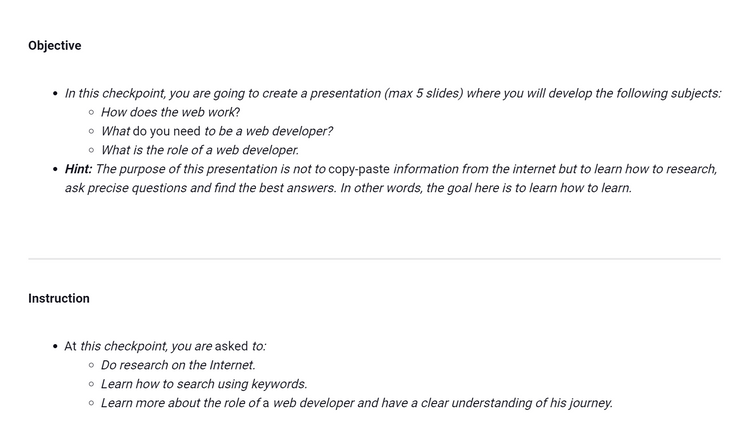 Objective
In this checkpoint, you are going to create a presentation (max 5 slides) where you will develop the following subjects:
How does the web work?
What do you need to be a web developer?
What is the role of a web developer.
Hint: The purpose of this presentation is not to copy-paste information from the internet but to learn how to research,
ask precise questions and find the best answers. In other words, the goal here is to learn how to learn.
Instruction
At this checkpoint, you are asked to:
Do research on the Internet.
Learn how to search using keywords.
Learn more about the role of a web developer and have a clear understanding of his journey.